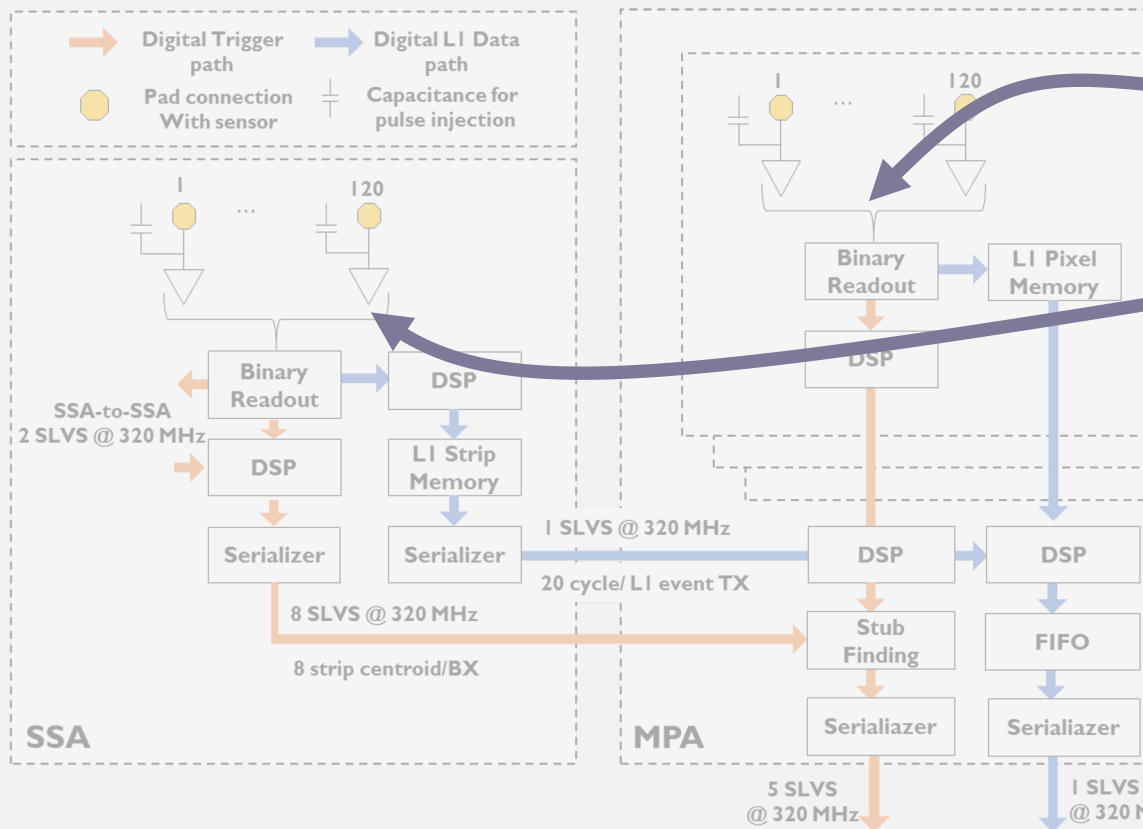 Digital Trigger
path
Digital L1 Data
path
Pad connection
With sensor
Capacitance for
pulse injection
1
...
120
Binary
Readout
DSP
SSA-to-SSA
2 SLVS @ 320 MHz
DSP
L1 Strip
Memory
Serializer
Serializer
1 SLVS @ 320 MHz
20 cycle/ L1 event TX
8 SLVS @ 320 MHz
8 strip centroid/BX
SSA
1
...
120
Binary
Readout
L1 Pixel
Memory
DSP
DSP
DSP
Stub
Finding
FIFO
Serialiazer
Serialiazer
MPA
5 SLVS
@ 320 MHz
1 SLVS
@ 320 M